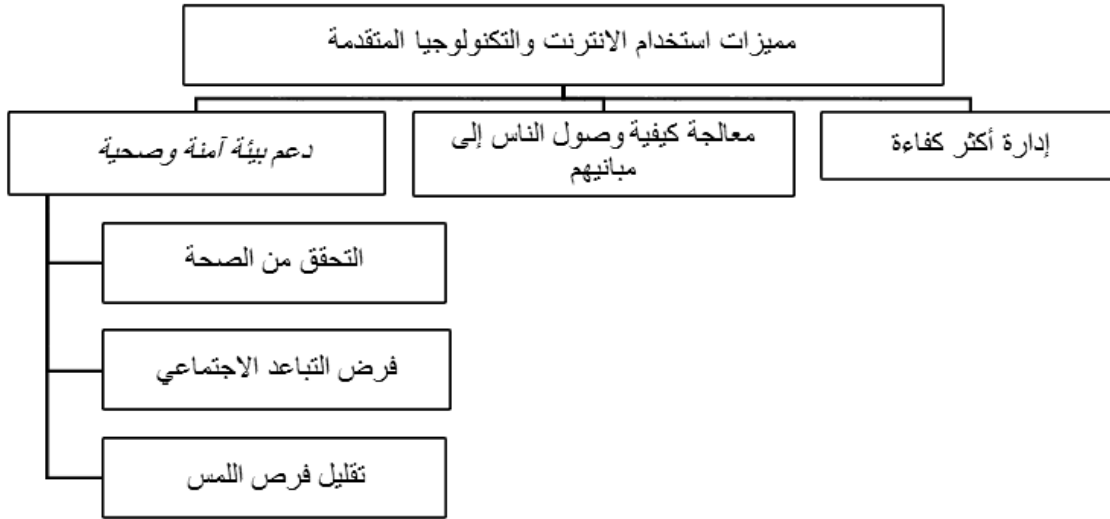 مميزات استخدام الانترنت والتكنولوجيا المتقدمة
إدارة أكثر كفاءة
معالجة كيفية وصول الناس إلى
مبانيهم
دعم بيئة آمنة وصحية
التحقق من الصحة
فرض التباعد الاجتماعي
تقليل فرص اللمس